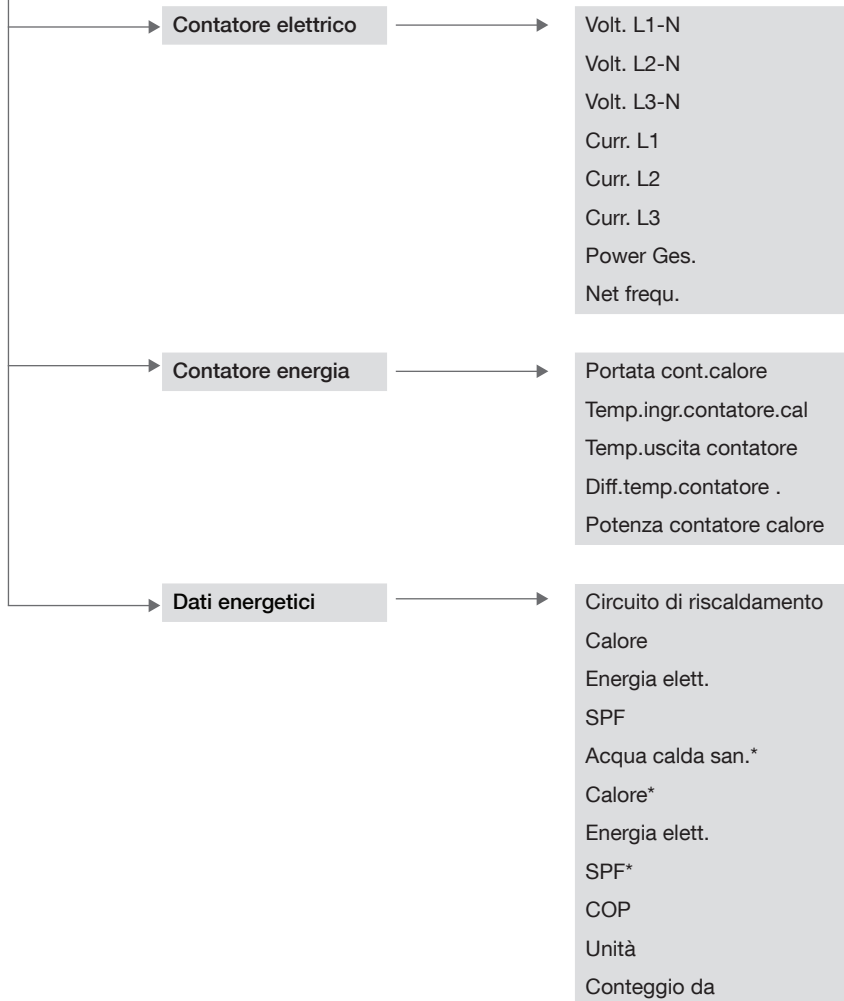 Contatore elettrico
Volt. L1-N
Volt. L2-N
Volt. L3-N
Curr. L1
Curr. L2
Curr. L3
Power Ges.
Net frequ.
Contatore energia
Portata cont.calore
Temp.ingr.contatore.cal
Temp.uscita contatore
Diff.temp.contatore .
Potenza contatore calore
Dati energetici
Circuito di riscaldamento
Calore
Energia elett.
SPF
Acqua calda san.*
Calore*
Energia elett.
SPF*
COP
Unità
Conteggio da